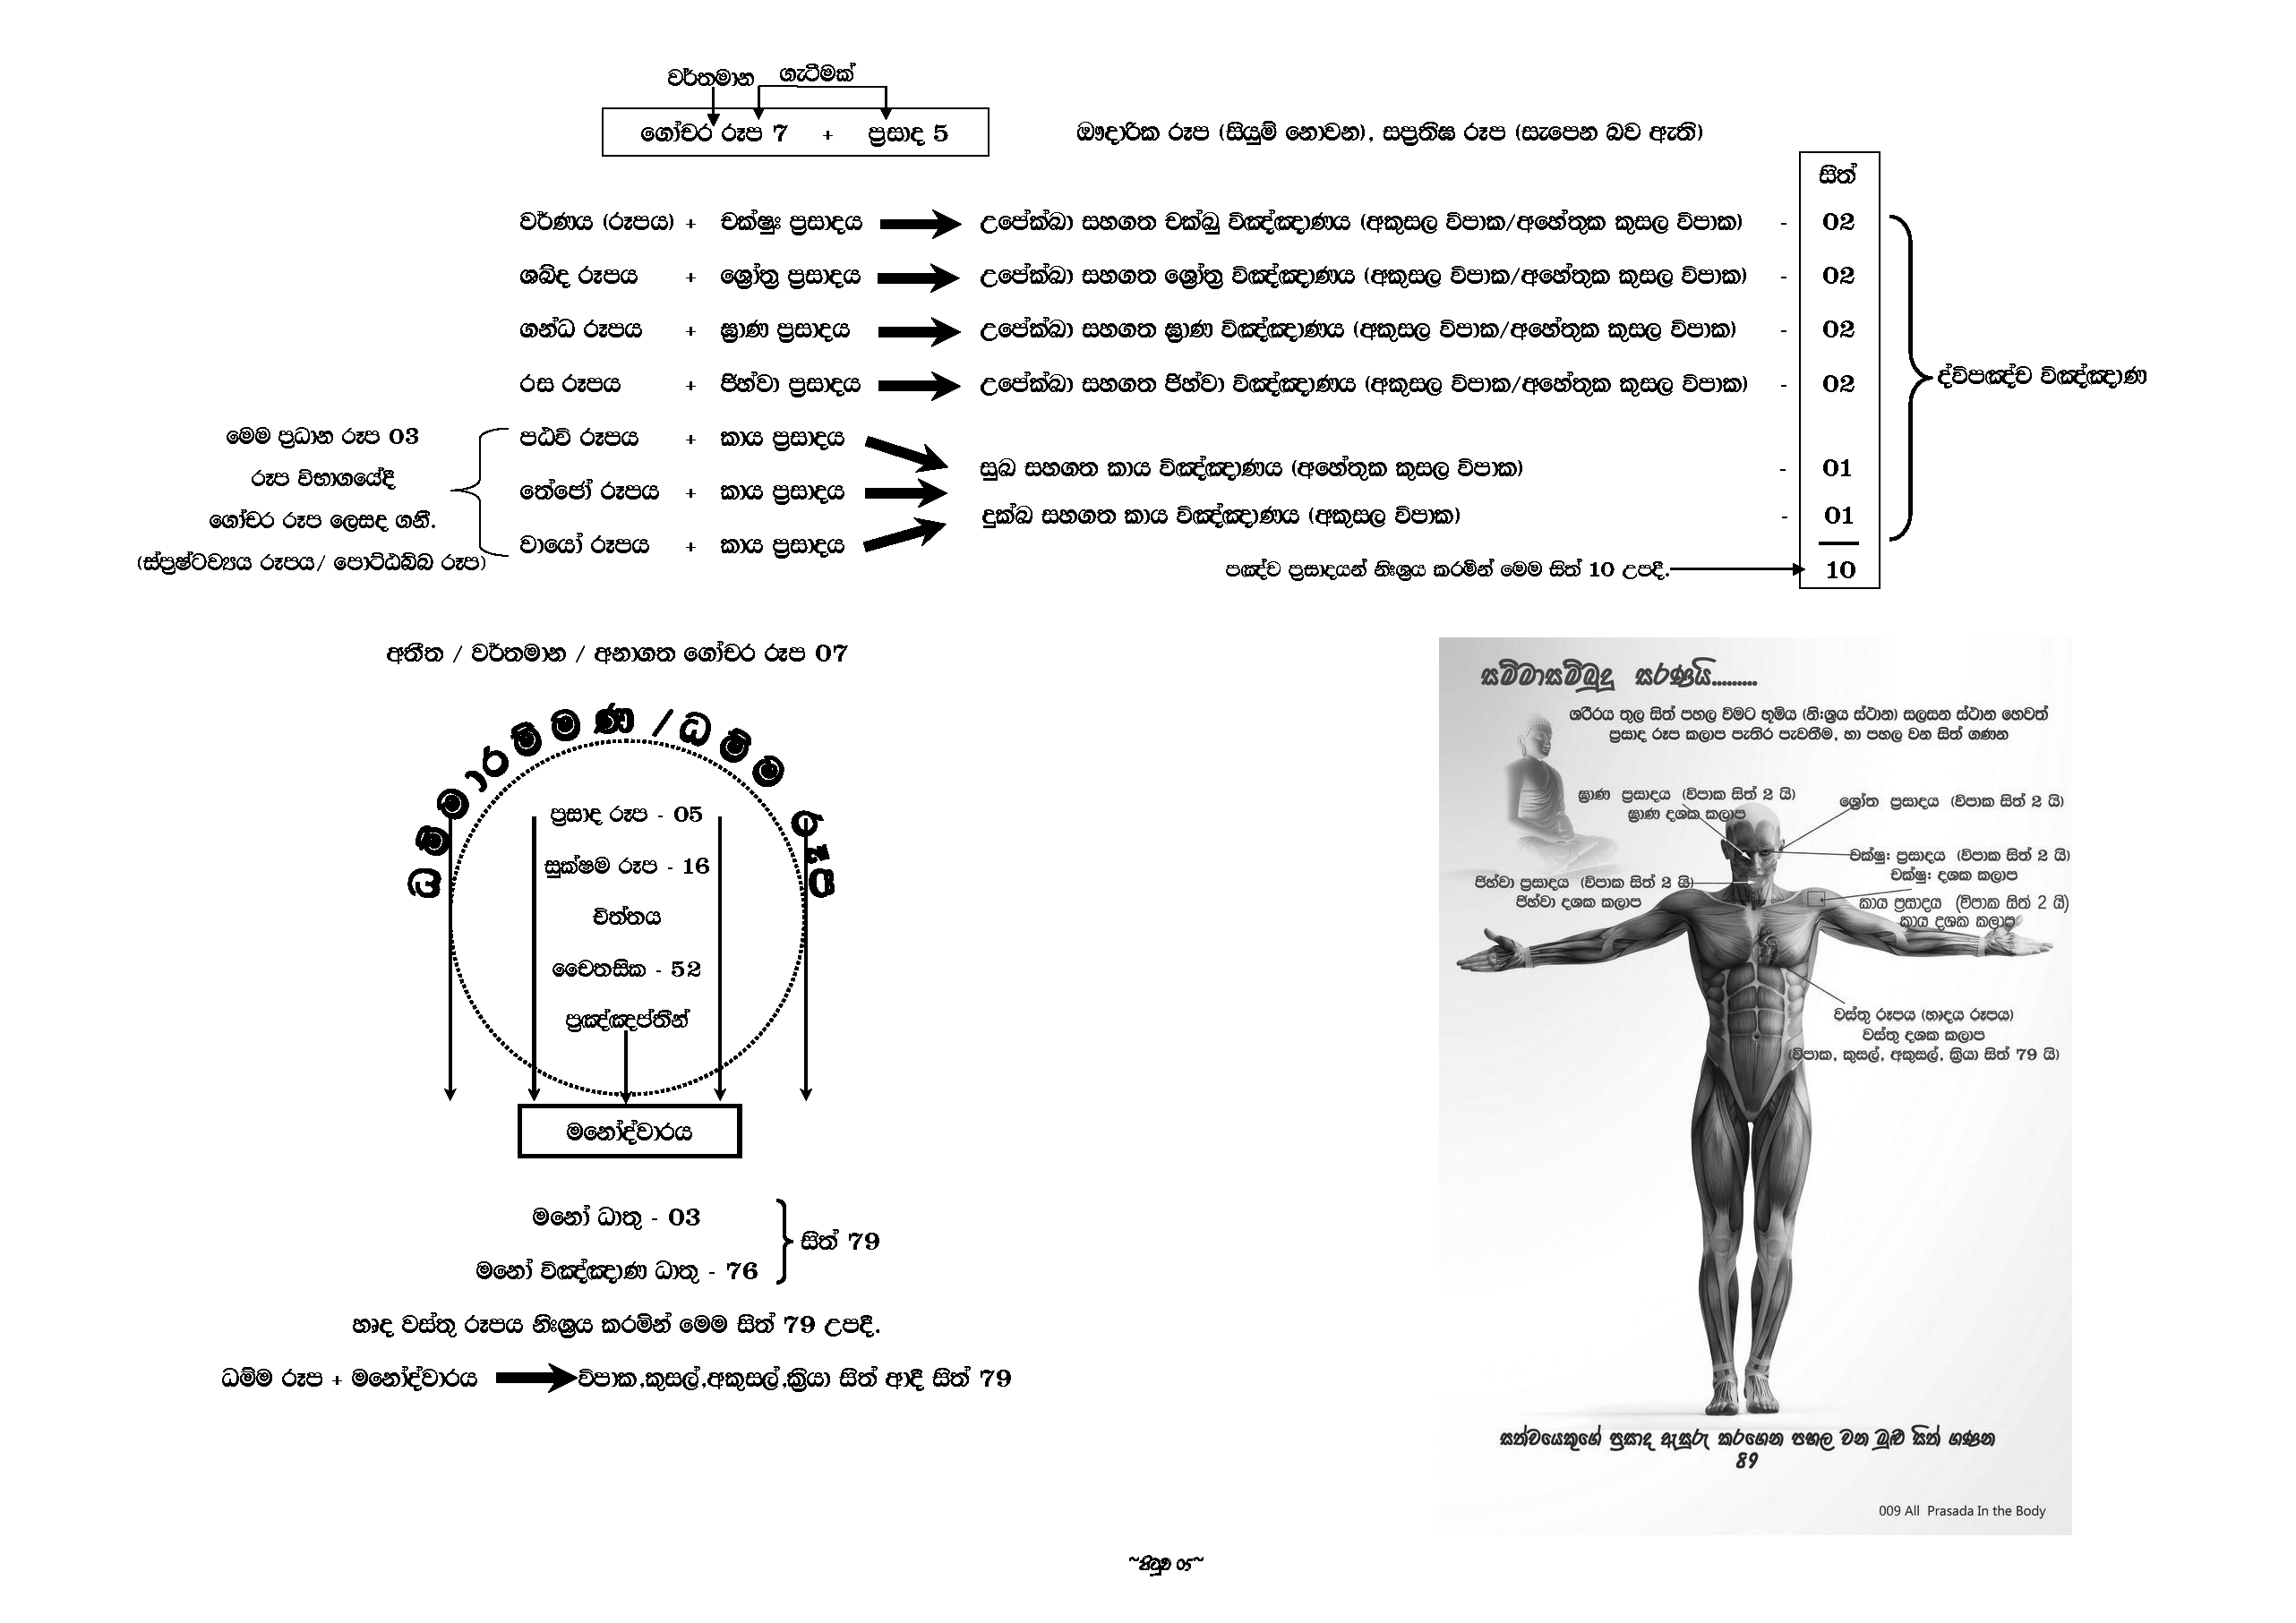 වර්තමාන ගැටීමක්
ගෝචර රූප 7 + ප්‍රසාද 5
ඖදාරික රූප (සියුම් නොවන), සප්‍රතිඝ රූප (සැපෙන බව ඇති)
සිත්
වර්ණය (රූපය) + චක්ෂුඃ ප්‍රසාදය උපේක්ඛා සහගත චක්ඛු විඤ්ඤාණය (අකුසල විපාක/අහේතුක කුසල විපාක) - 02
ශබ්ද රූපය + ශ්‍රෝත්‍ර ප්‍රසාදය උපේක්ඛා සහගත ශ්‍රෝත්‍ර විඤ්ඤාණය (අකුසල විපාක/අහේතුක කුසල විපාක) - 02
ගන්ධ රූපය + ඝ්‍රාණ ප්‍රසාදය උපේක්ඛා සහගත ඝ්‍රාණ විඤ්ඤාණය (අකුසල විපාක/අහේතුක කුසල විපාක) - 02
රස රූපය + ජිහ්වා ප්‍රසාදය උපේක්ඛා සහගත ජිහ්වා විඤ්ඤාණය (අකුසල විපාක/අහේතුක කුසල විපාක) - 02
ද්විපඤ්ච විඤ්ඤාණ
මෙම ප්‍රධාන රූප 03
රූප විභාගයේදී
ගෝචර රූප ලෙසද ගනී.
(ස්ප්‍රෂ්ටව්‍යය රූපය/ පොට්ඨබ්බ රූප)
පඨවි රූපය + කාය ප්‍රසාදය
තේජෝ රූපය + කාය ප්‍රසාදය
වායෝ රූපය + කාය ප්‍රසාදය
සුඛ සහගත කාය විඤ්ඤාණය (අහේතුක කුසල විපාක) - 01
දුක්ඛ සහගත කාය විඤ්ඤාණය (අකුසල විපාක) - 01
පඤ්ච ප්‍රසාදයන් නිඃශ්‍රය කරමින් මෙම සිත් 10 උපදී. 10
අතීත / වර්තමාන / අනාගත ගෝචර රූප 07
ධම්මාරම්මණ / ධම්ම රූප
ප්‍රසාද රූප - 05
සුක්ෂම රූප - 16
චිත්තය
චෛතසික - 52
ප්‍රඤ්ඤප්තීන්
මනෝද්වාරය
මනෝ ධාතු - 03
මනෝ විඤ්ඤාණ ධාතු - 76
සිත් 79
හෘද වස්තු රූපය නිඃශ්‍රය කරමින් මෙම සිත් 79 උපදී.
ධම්ම රූප + මනෝද්වාරය විපාක,කුසල්,අකුසල්,ක්‍රියා සිත් ආදී සිත් 79
සම්මාසම්බුදු සරණයි.........
ශරීරය තුල සිත් පහල වීමට භූමිය (නි:ශ්‍රය ස්ථාන) සලසන ස්ථාන හෙවත්
ප්‍රසාද රූප කලාප පැතිර පැවතීම, හා පහල වන සිත් ගණන
ඝ්‍රාණ ප්‍රසාදය (විපාක සිත් 2 යි)
ඝ්‍රාණ දශක කලාප
ශ්‍රෝත ප්‍රසාදය (විපාක සිත් 2 යි)
චක්ෂු: ප්‍රසාදය (විපාක සිත් 2 යි)
චක්ෂු: දශක කලාප
ජිහ්වා ප්‍රසාදය (විපාක සිත් 2 යි)
ජිහ්වා දශක කලාප
කාය ප්‍රසාදය (විපාක සිත් 2 යි)
කාය දශක කලාප
වස්තු රූපය (හෘදය රූපය)
වස්තු දශක කලාප
(විපාක, කුසල්, අකුසල්, ක්‍රියා සිත් 79 යි)
සත්වයෙකුගේ ප්‍රසාද ඇසුරු කරගෙන පහල වන මුළු සිත් ගණන
89
009 All Prasada In the Body
~පිටුව 05~